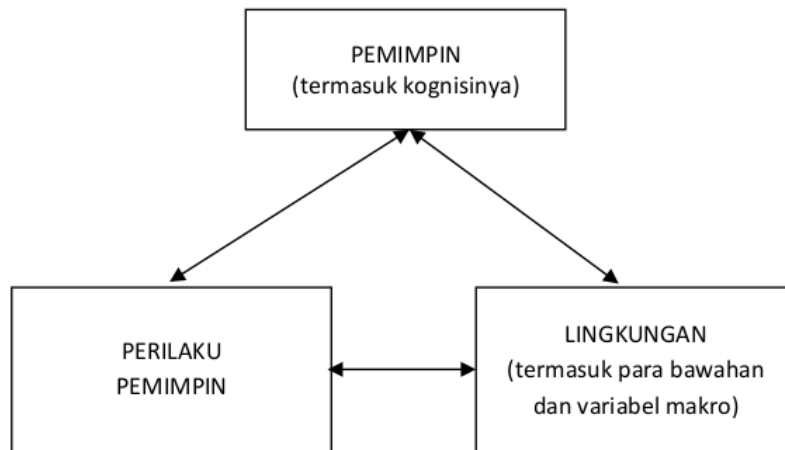 PEMIMPIN
(termasuk kognisinya)
PERILAKU
PEMIMPIN
LINGKUNGAN
(termasuk para bawahan
dan variabel makro)